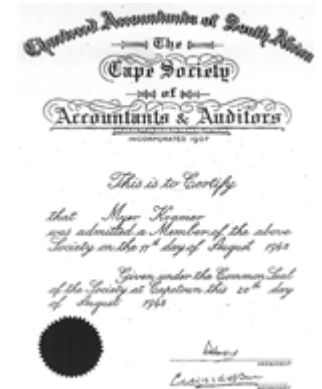 Chartered Accountants of South Africa
The
Cape Society
of
Accountants & Auditors
INCORPORATED 1907
This is to Certify
that Myer Kramer
was admitted a Member of the above
Society on the 11th day of August 1948
Given under the Common Seal
of the Society at Capetown this 20th day
of August 1948
PRESIDENT